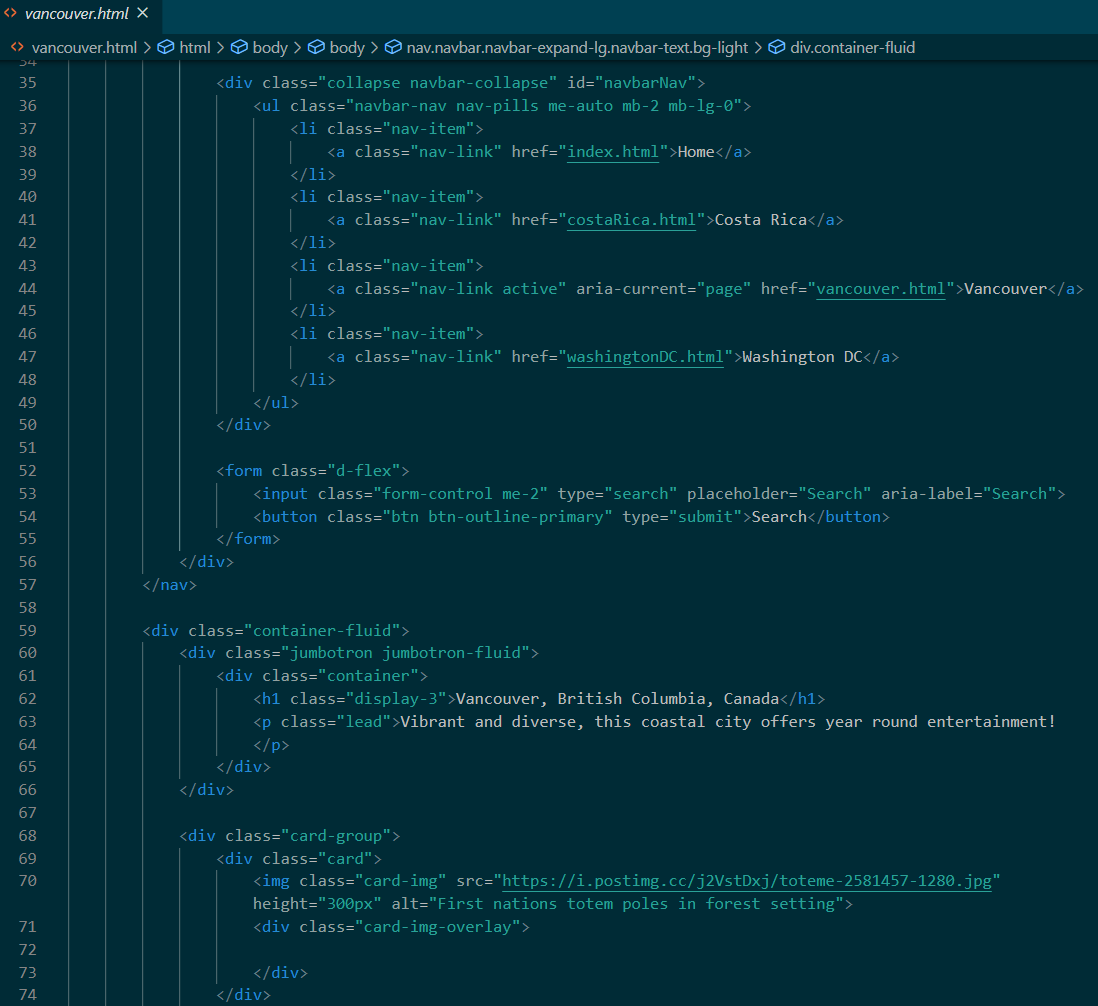 vancouver.html
vancouver.html > html > body > body > nav.navbar.navbar-expand-lg.navbar-text.bg-light > div.container-fluid
34
35 <div class="collapse navbar-collapse" id="navbarNav">
36 <ul class="navbar-nav nav-pills me-auto mb-2 mb-lg-0">
37 <li class="nav-item">
38 <a class="nav-link" href="index.html">Home</a>
39 </li>
40 <li class="nav-item">
41 <a class="nav-link" href="costaRica.html">Costa Rica</a>
42 </li>
43 <li class="nav-item">
44 <a class="nav-link active" aria-current="page" href="vancouver.html">Vancouver</a>
45 </li>
46 <li class="nav-item">
47 <a class="nav-link" href="washingtonDC.html">Washington DC</a>
48 </li>
49 </ul>
50 </div>
51
52 <form class="d-flex">
53 <input class="form-control me-2" type="search" placeholder="Search" aria-label="Search">
54 <button class="btn btn-outline-primary" type="submit">Search</button>
55 </form>
56 </div>
57 </nav>
58
59 <div class="container-fluid">
60 <div class="jumbotron jumbotron-fluid">
61 <div class="container">
62 <h1 class="display-3">Vancouver, British Columbia, Canada</h1>
63 <p class="lead">Vibrant and diverse, this coastal city offers year round entertainment!
64 </p>
65 </div>
66 </div>
67
68 <div class="card-group">
69 <div class="card">
70 <img class="card-img" src="https://i.postimg.cc/j2VstDxj/toteme-2581457-1280.jpg"
height="300px" alt="First nations totem poles in forest setting">
71 <div class="card-img-overlay">
72
73 </div>
74 </div>